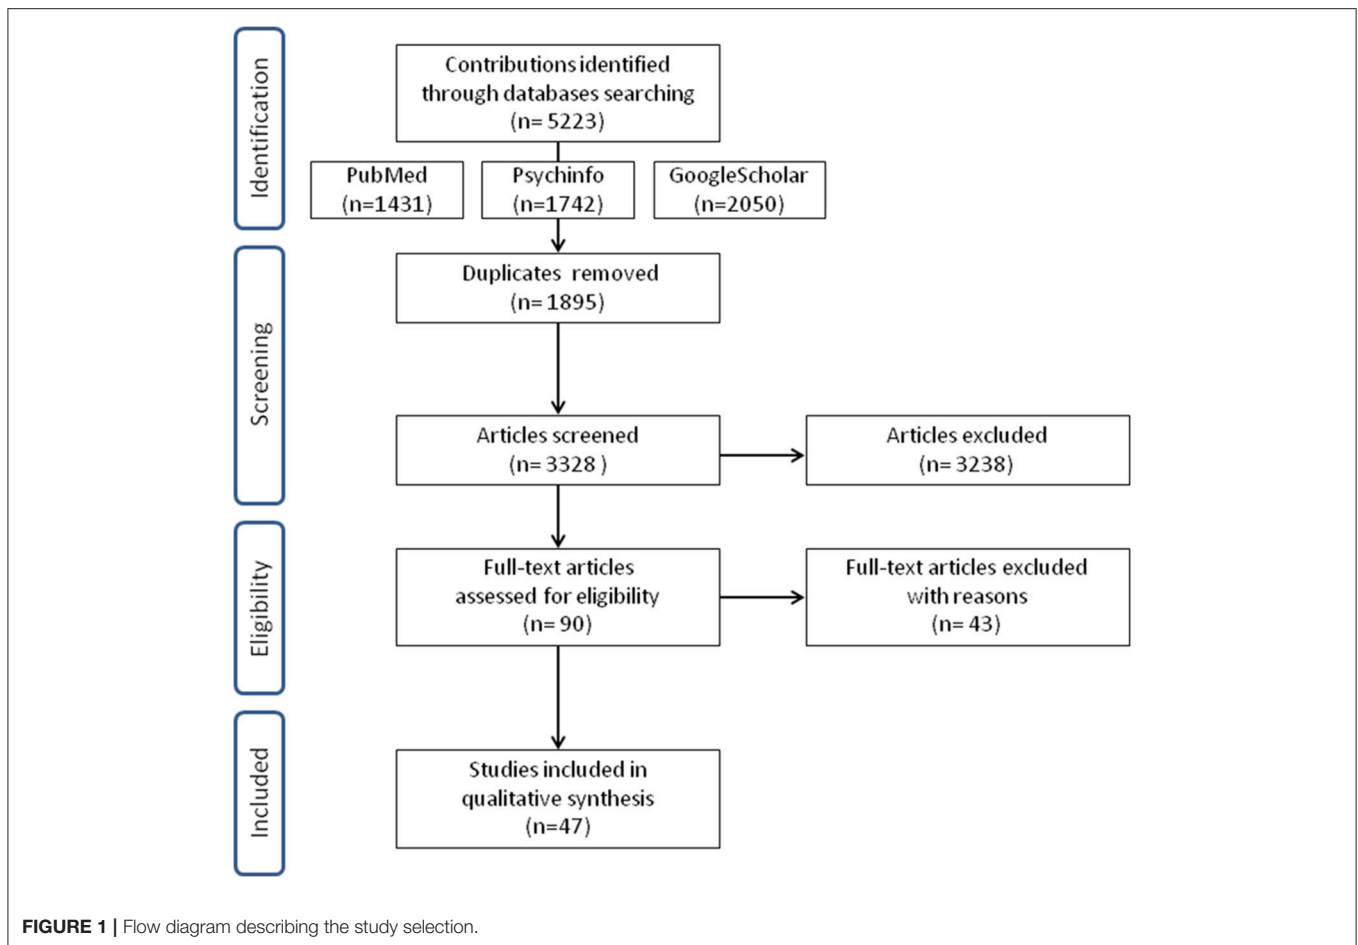 Identification
Contributions identified
through databases searching
(n= 5223)
PubMed
(n=1431)
Psychinfo
(n=1742)
GoogleScholar
(n=2050)
Screening
Duplicates removed
(n= 1895)
Articles screened
(n= 3328 )
Articles excluded
(n= 3238)
Eligibility
Full-text articles
assessed for eligibility
(n= 90)
Full-text articles excluded
with reasons
(n= 43)
Included
Studies included in
qualitative synthesis
(n=47)
FIGURE 1 | Flow diagram describing the study selection.